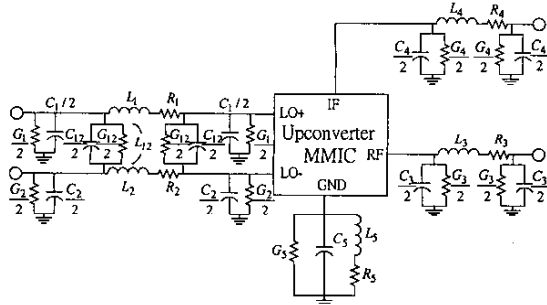 L4 R4
C4/2 G4/2 G4/2 C4/2
C1/2 L1 R1 C1/2
G1/2 C12/2 G12/2 L12 G12/2 C12/2 G1/2
LO+ IF
Upconverter
MMIC RF
LO-
GND
L3 R3
G2/2 C2/2 L2 R2 C2/2 G2/2
C3/2 G3/2 G3/2 C3/2
G5 C5 L5
R5